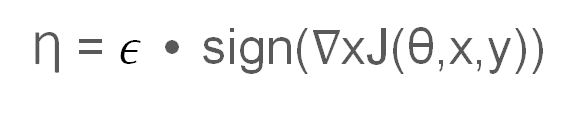 η = ϵ • sign(∇xJ(θ,x,y))